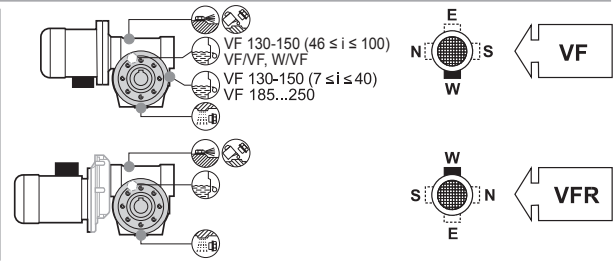 VF 130-150 (46 ≤ i ≤ 100)
VF/VF, W/VF
VF 130-150 (7 ≤ i ≤ 40)
VF 185...250
E
N S
W
VF
W
S N
E
VFR